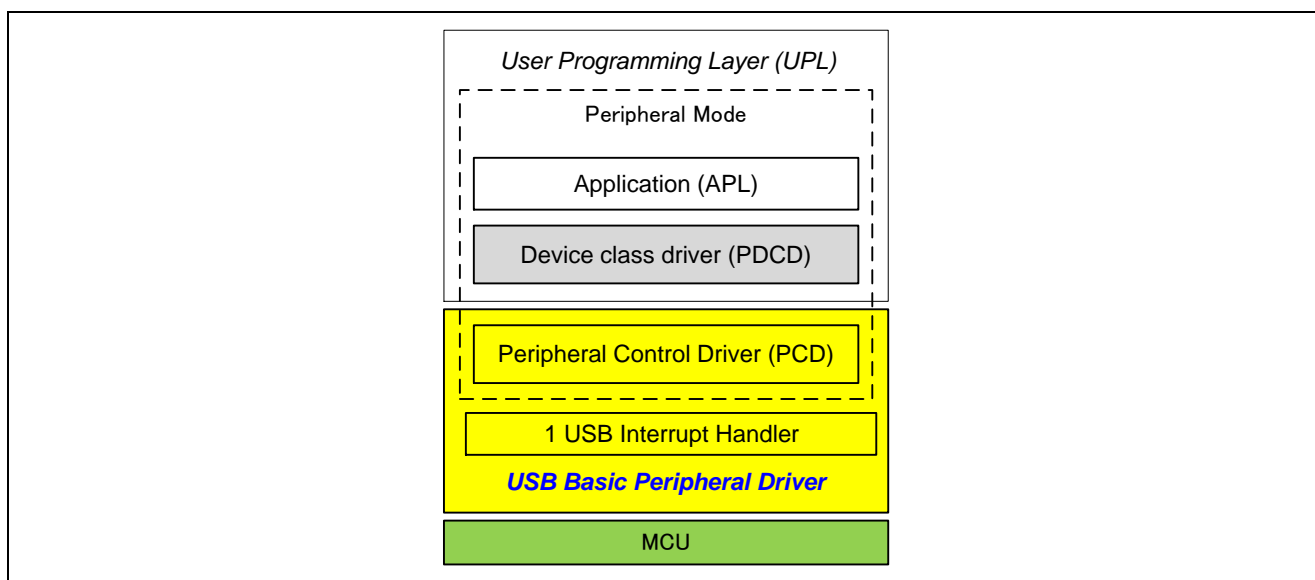 User Programming Layer (UPL)
Peripheral Mode
Application (APL)
Device class driver (PDCD)
Peripheral Control Driver (PCD)
1 USB Interrupt Handler
USB Basic Peripheral Driver
MCU